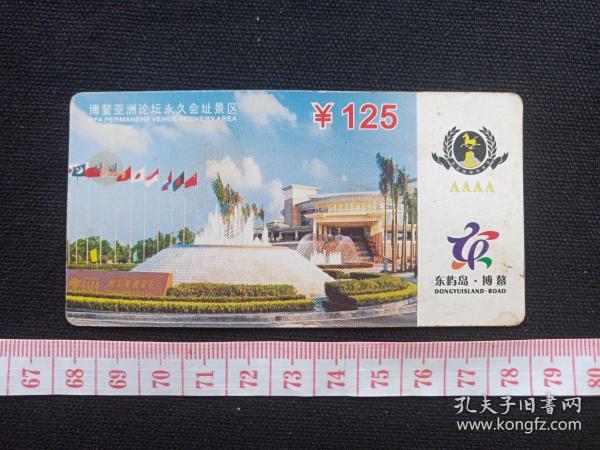 博鳌亚洲论坛永久会址景区
BFA PERMANENT VENUE SCENERY AREA
¥125
AAAA
东屿岛·博鳌
DONGYUISLAND·BOAO
67 68 69 70 71 72 73 74 75 76 77 78 79 80
孔夫子旧書网
www.kongfz.com